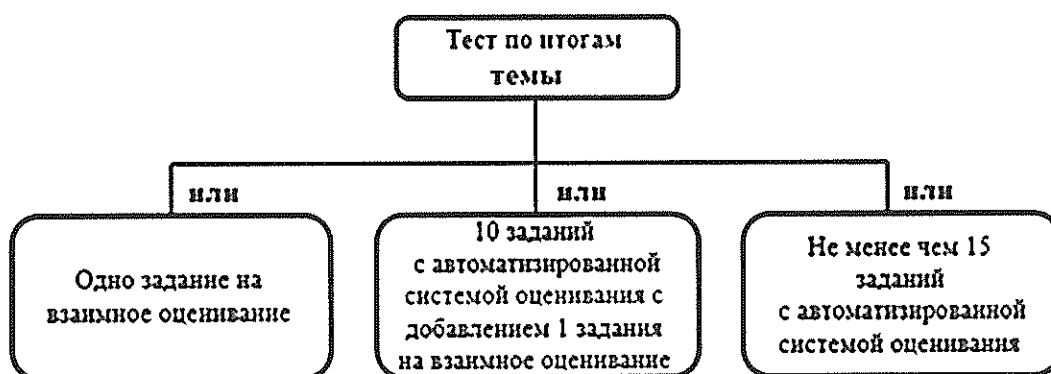 Тест по итогам
темы
или
или
или
Одно задание на
взаимное оценивание
10 заданий
с автоматизированной
системой оценивания с
добавлением 1 задания
на взаимное оценивание
Не менее чем 15
заданий
с автоматизированной
системой оценивания